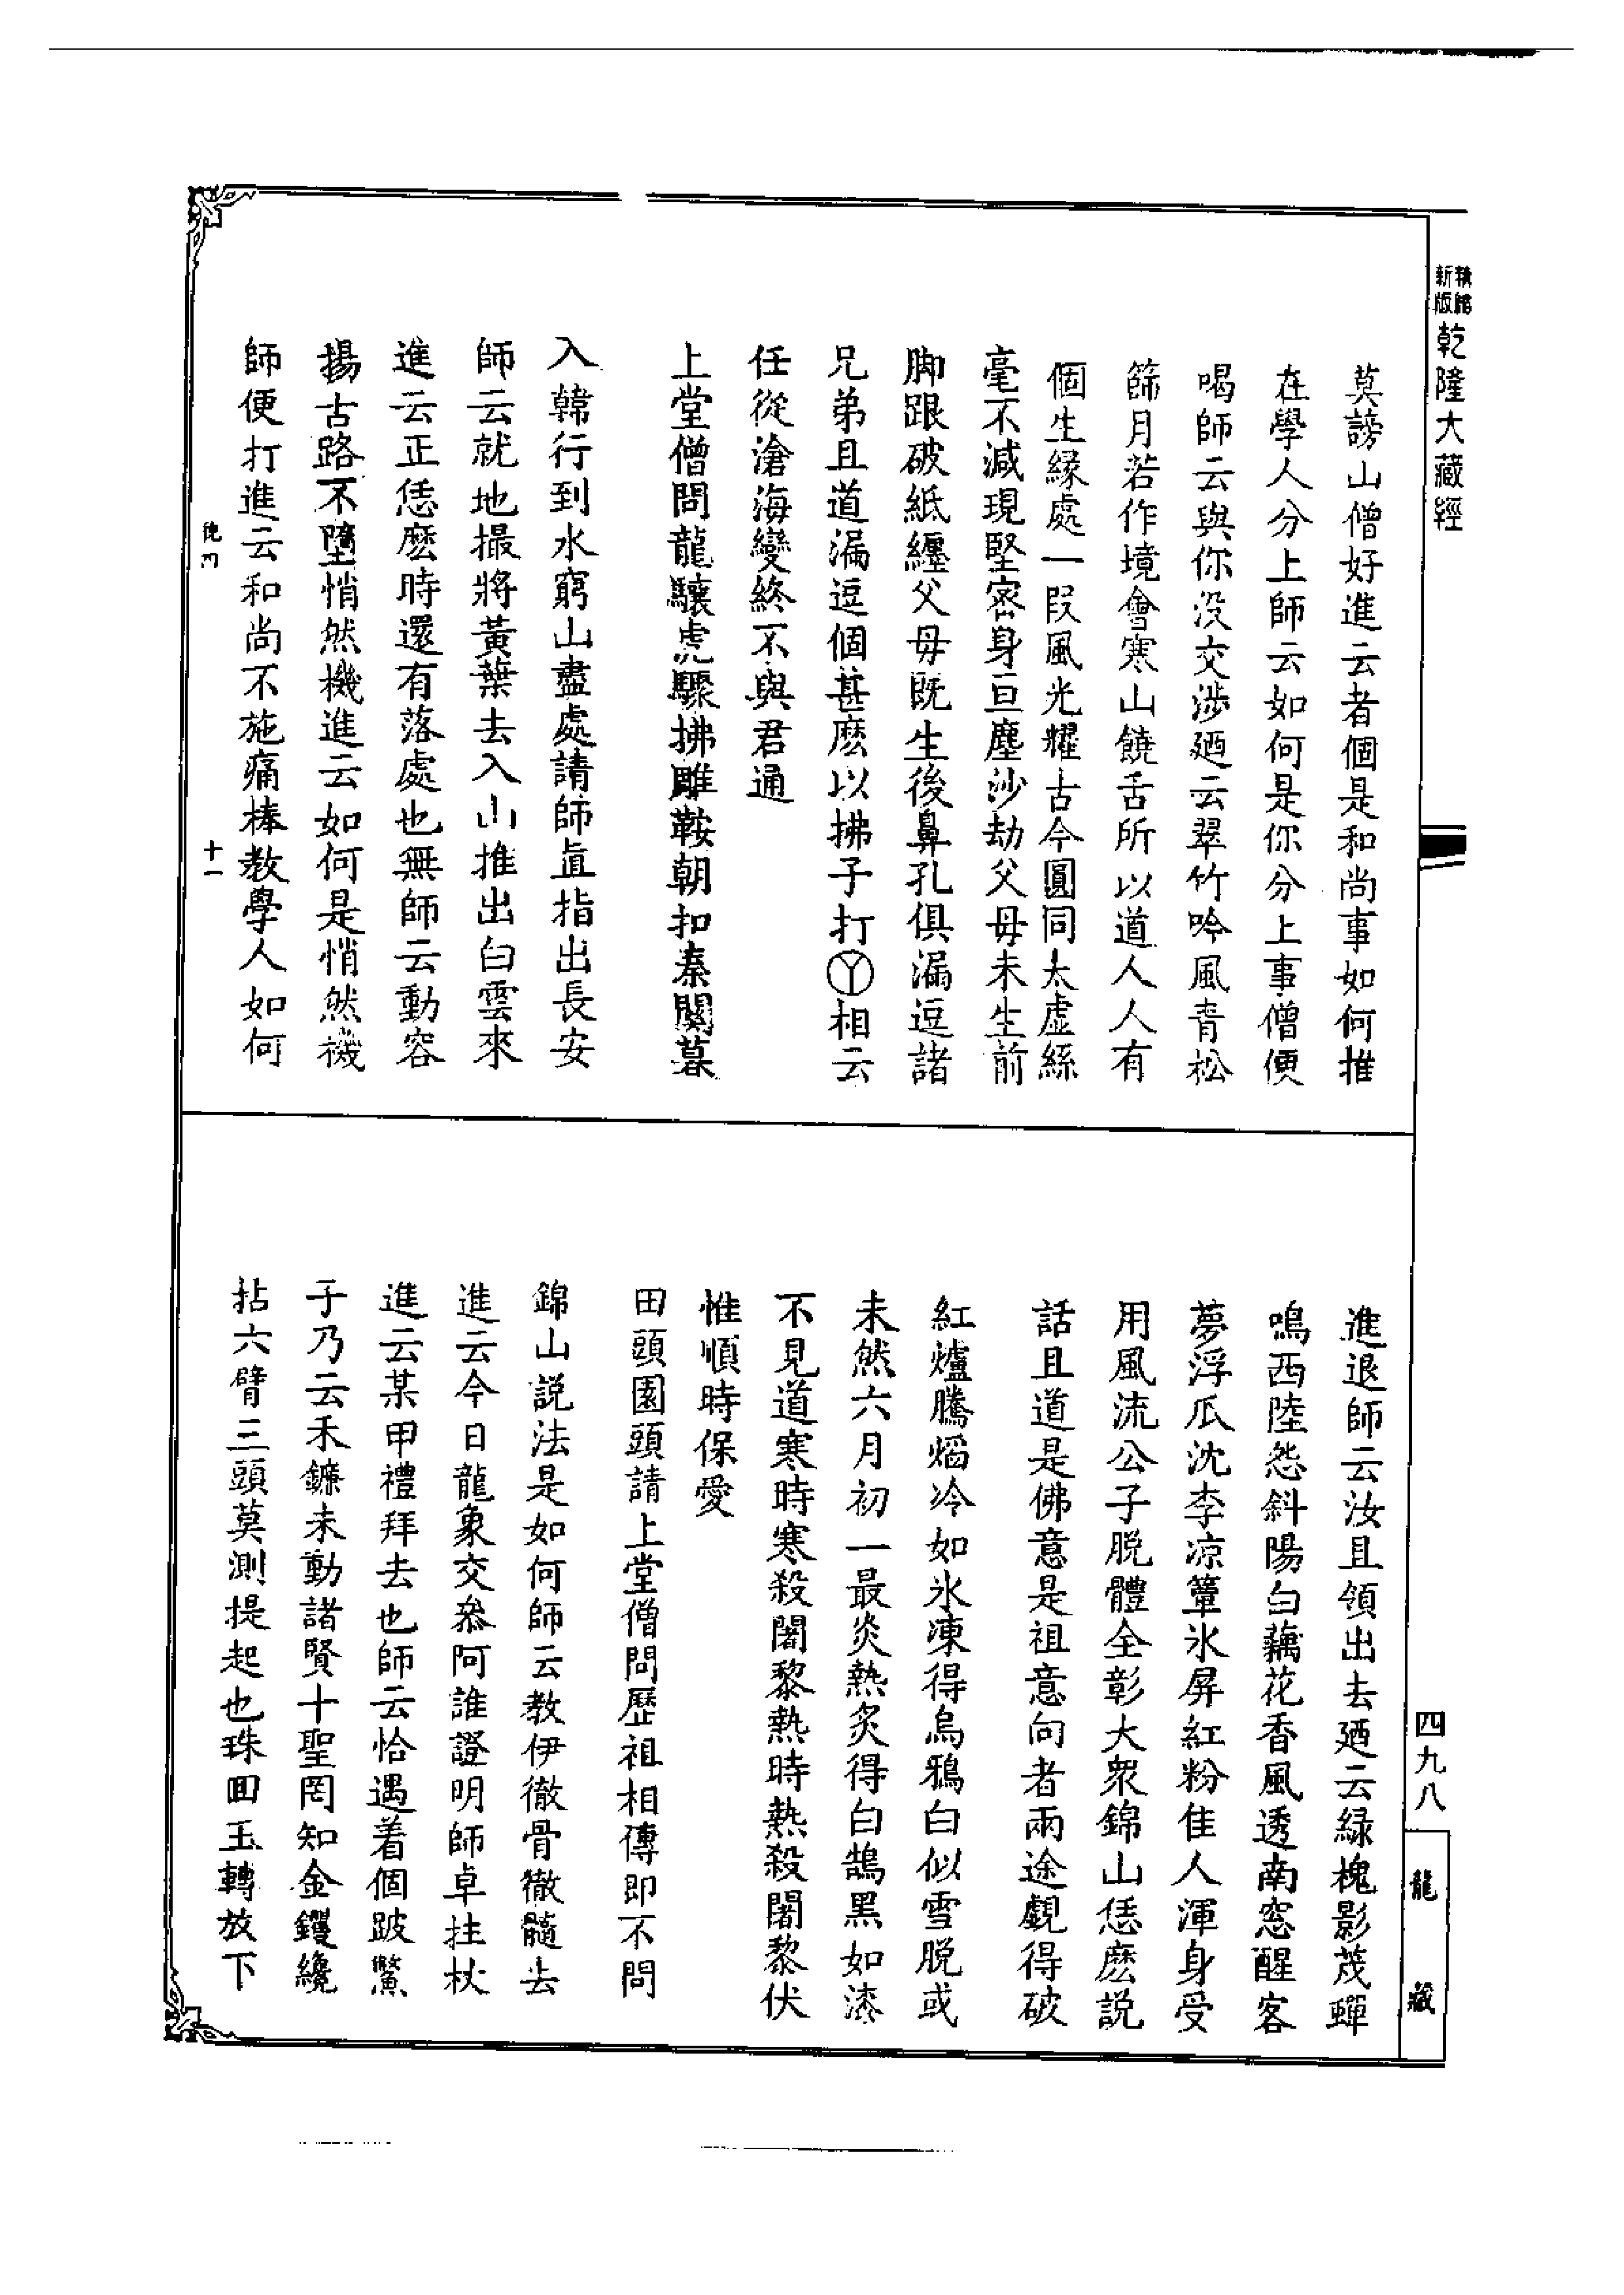 新版精縮
乾隆大藏經
莫謗山僧好進云者個是和尚事如何推
在學人分上師云如何是你分上事僧便
喝師云與你沒交涉廼云翠竹吟風青松
篩月若作境會寒山饒舌所以道人人有
個生緣處一段風光耀古今圓同太虛絲
毫不減現堅密身亘塵沙劫父母未生前
脚跟破紙纏父母既生後鼻孔俱漏逗諸
兄弟且道漏逗個甚麽以拂子打相云
任從滄海變終不與君通
上堂僧問龍驤虎驟拂雕鞍朝扣秦關暮
入韓行到水窮山盡處請師直指出長安
師云就地撮將黃葉去入山推出白雲來
進云正恁麽時還有落處也無師云動容
揚古路不墮悄然機進云如何是悄然機
師便打進云和尚不施痛棒教學人如何
十一
進退師云汝且領出去廼云綠槐影茂蟬
鳴西陸怨斜陽白藕花香風透南窓醒客
夢浮瓜沈李凉簟氷屏紅粉佳人渾身受
用風流公子脱體全彰大衆錦山恁麽説
話且道是佛意是祖意向者兩途覷得破
紅爐騰燄冷如氷凍得烏鴉白似雪脱或
未然六月初一最炎熱炙得白鵠黑如漆
不見道寒時寒殺闍黎熱時熱殺闍黎伏
惟順時保愛
田頭園頭請上堂僧問歷祖相傳即不問
錦山説法是如何師云教伊徹骨徹髓去
進云今日龍象交叅阿誰證明師卓拄杖
進云某甲禮拜去也師云恰遇着個跛鱉
子乃云禾鐮未動諸賢十聖罔知金钁纔
拈六臂三頭莫測提起也珠回玉轉放下
四九八
龍藏